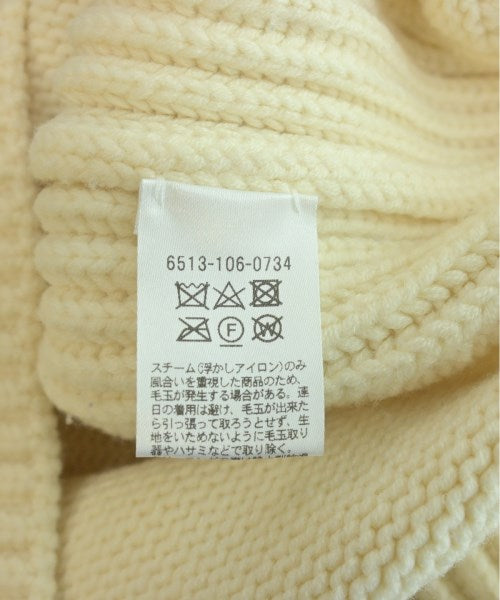 6513-106-0734
F W
スチーム(浮かしアイロン)のみ
風合いを重視した商品のため、
毛玉が発生する場合がある。連
日の着用は避け、毛玉が出来た
ら引っ張って取ろうとせず、生
地をいためないように毛玉取り
器やハサミなどで取り除く。